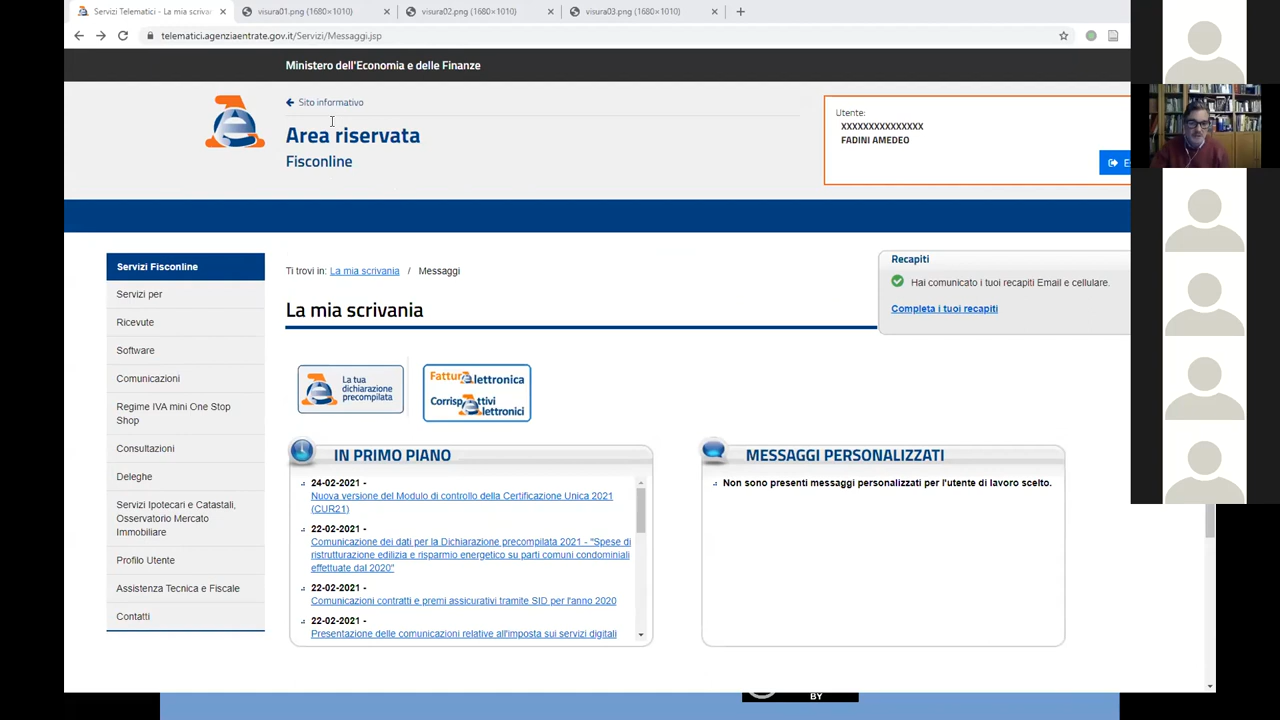 Servizi Telematici - La mia scriva
visura01.png (1680×1010)
visura02.png (1680×1010)
visura03.png (1680×1010)
telematici.agenziaentrate.gov.it/Servizi/Messaggi.jsp
Ministero dell'Economia e delle Finanze
Sito informativo
Area riservata
Fisconline
Utente:
XXXXXXXXXXXXXXX
FADINI AMEDEO
E
Servizi Fisconline
Servizi per
Ricevute
Software
Comunicazioni
Regime IVA mini One Stop
Shop
Consultazioni
Deleghe
Servizi Ipotecari e Catastali,
Osservatorio Mercato
Immobiliare
Profilo Utente
Assistenza Tecnica e Fiscale
Contatti
Ti trovi in: La mia scrivania / Messaggi
La mia scrivania
Recapiti
Hai comunicato i tuoi recapiti Email e cellulare.
Completa i tuoi recapiti
La tua
dichiarazione
precompilata
Fatturaelettronica
Corrispettivi elettronici
IN PRIMO PIANO
24-02-2021 -
Nuova versione del Modulo di controllo della Certificazione Unica 2021
(CUR21)
22-02-2021 -
Comunicazione dei dati per la Dichiarazione precompilata 2021 - "Spese di
ristrutturazione edilizia e risparmio energetico su parti comuni condominiali
effettuate dal 2020"
22-02-2021 -
Comunicazioni contratti e premi assicurativi tramite SID per l'anno 2020
22-02-2021 -
Presentazione delle comunicazioni relative all'imposta sui servizi digitali
MESSAGGI PERSONALIZZATI
Non sono presenti messaggi personalizzati per l'utente di lavoro scelto.
BY